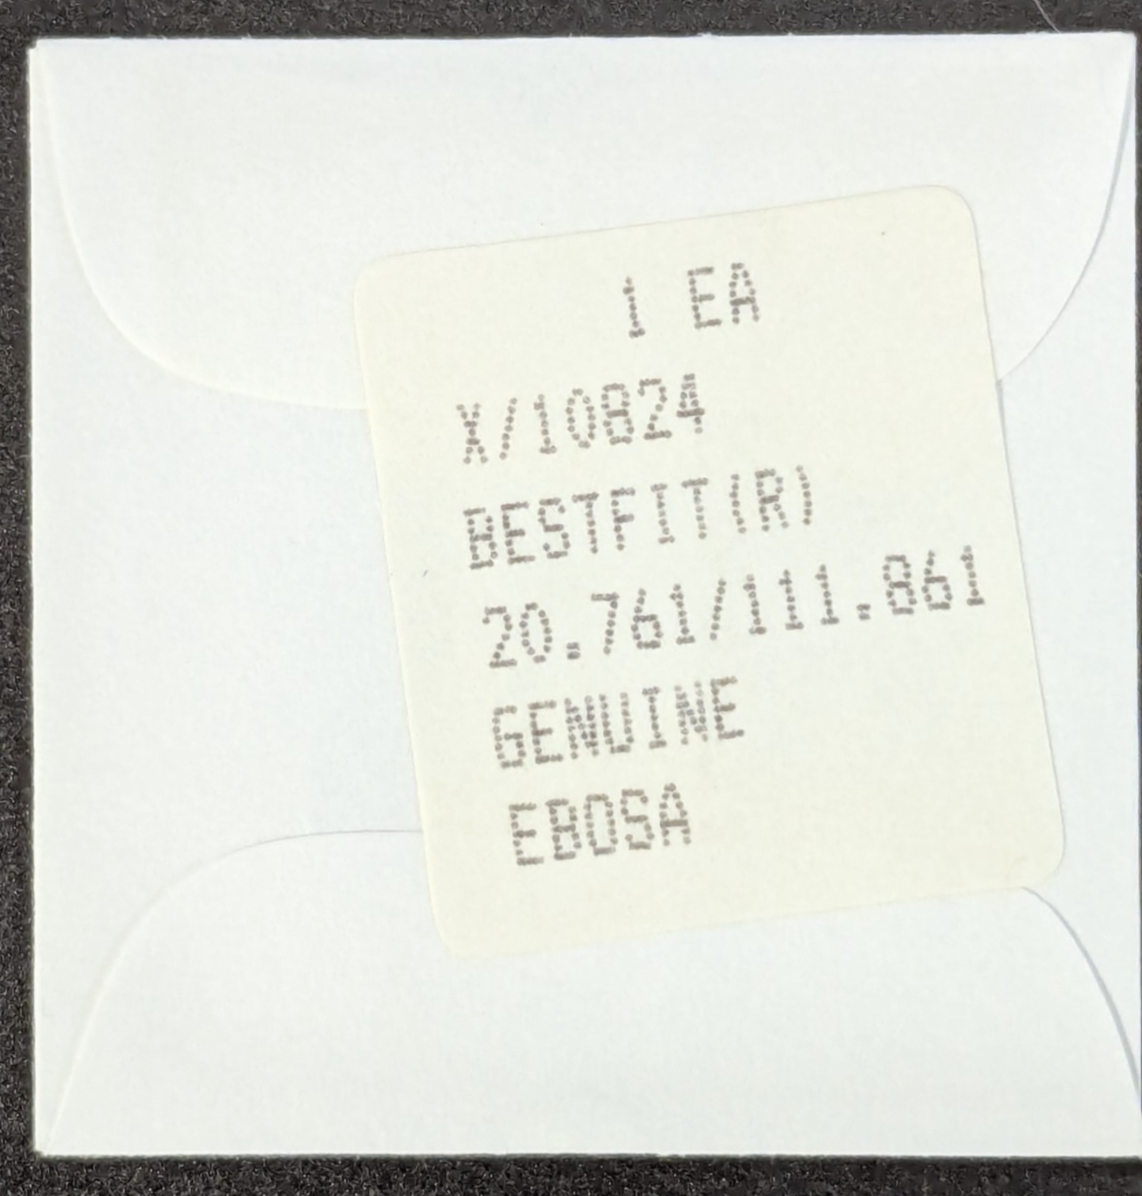 1 EA
X/10824
BESTFIT(R)
20.761/111.861
GENUINE
EBOSA